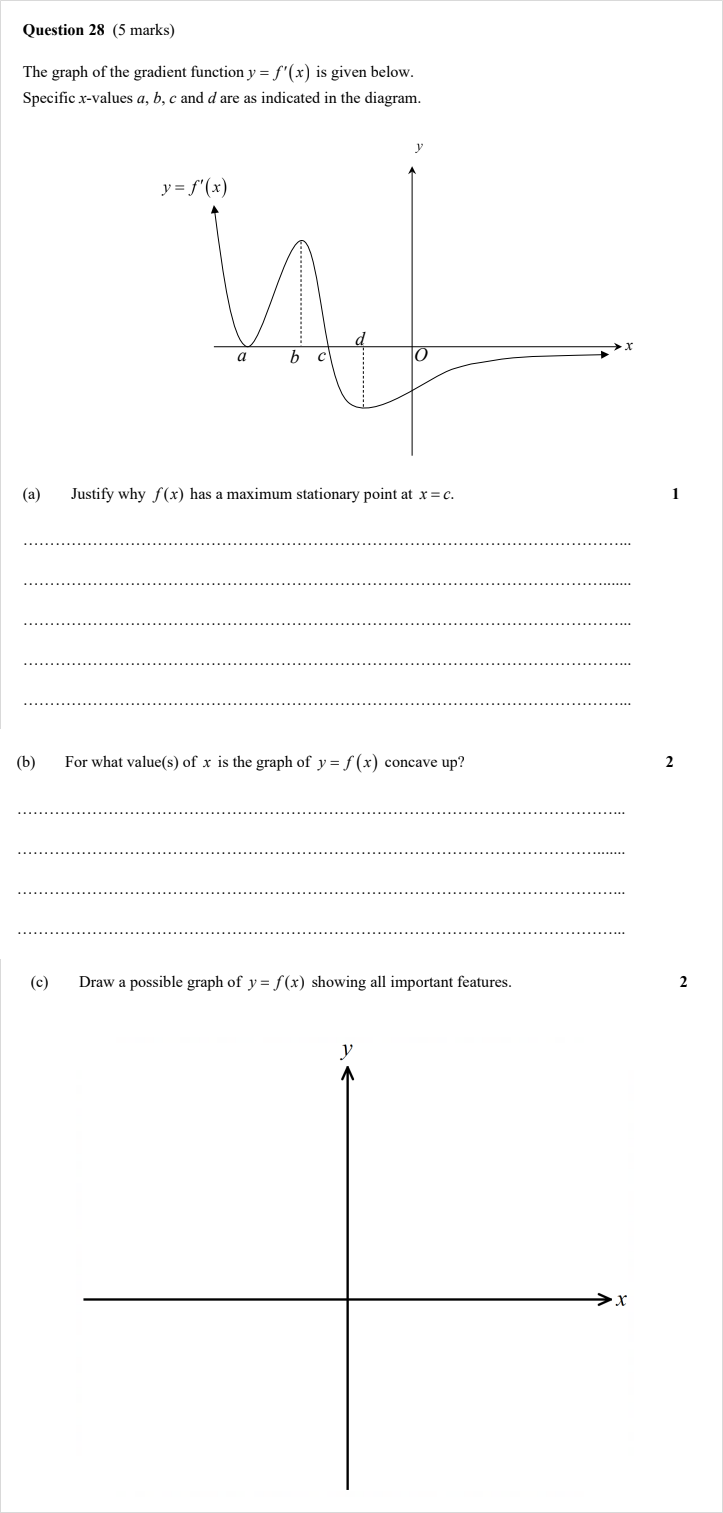 Question 28 (5 marks)
The graph of the gradient function y = f'(x) is given below.
Specific x-values a, b, c and d are as indicated in the diagram.
y
y = f'(x)
d
x
a b c O
(a) Justify why f(x) has a maximum stationary point at x = c. 1
(b) For what value(s) of x is the graph of y = f(x) concave up? 2
(c) Draw a possible graph of y = f(x) showing all important features. 2
y
x